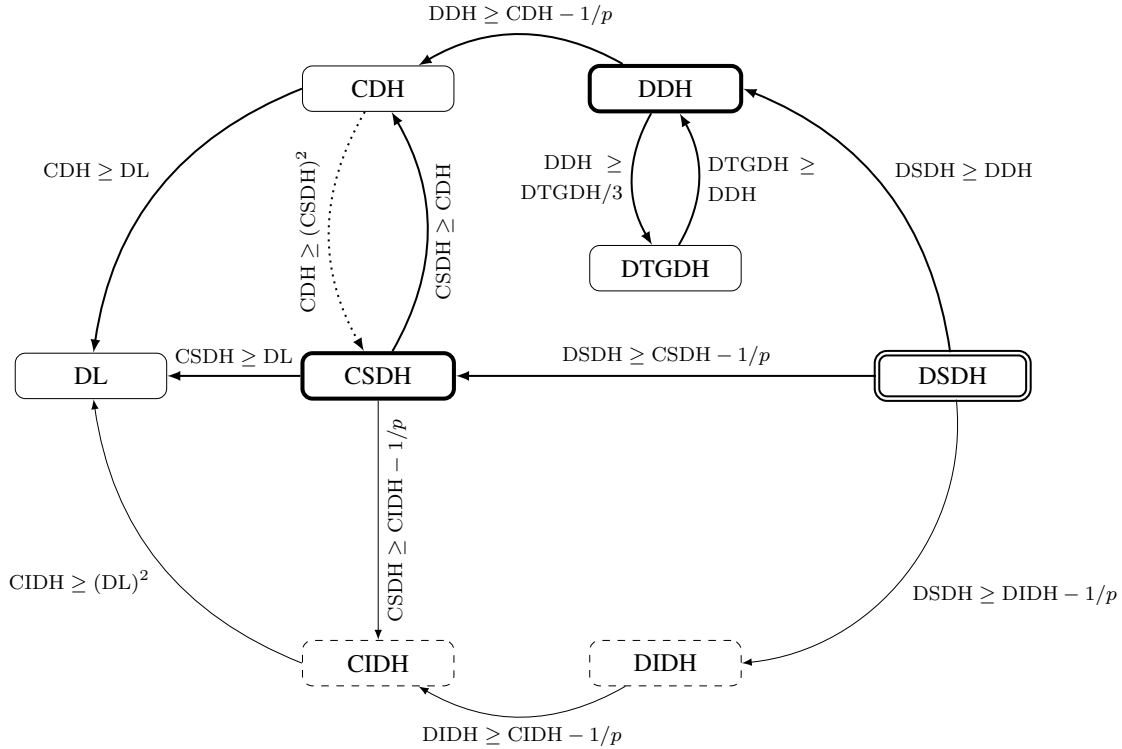 DDH ≥ CDH − 1/p
CDH
DDH
CDH ≥ DL
CDH ≥ (CSDH)²
CSDH ≥ CDH
DDH ≥
DTGDH/3
DTGDH ≥
DDH
DSDH ≥ DDH
DTGDH
DL
CSDH ≥ DL
CSDH
DSDH ≥ CSDH − 1/p
DSDH
CSDH ≥ CIDH − 1/p
CIDH ≥ (DL)²
DSDH ≥ DIDH − 1/p
CIDH
DIDH
DIDH ≥ CIDH − 1/p